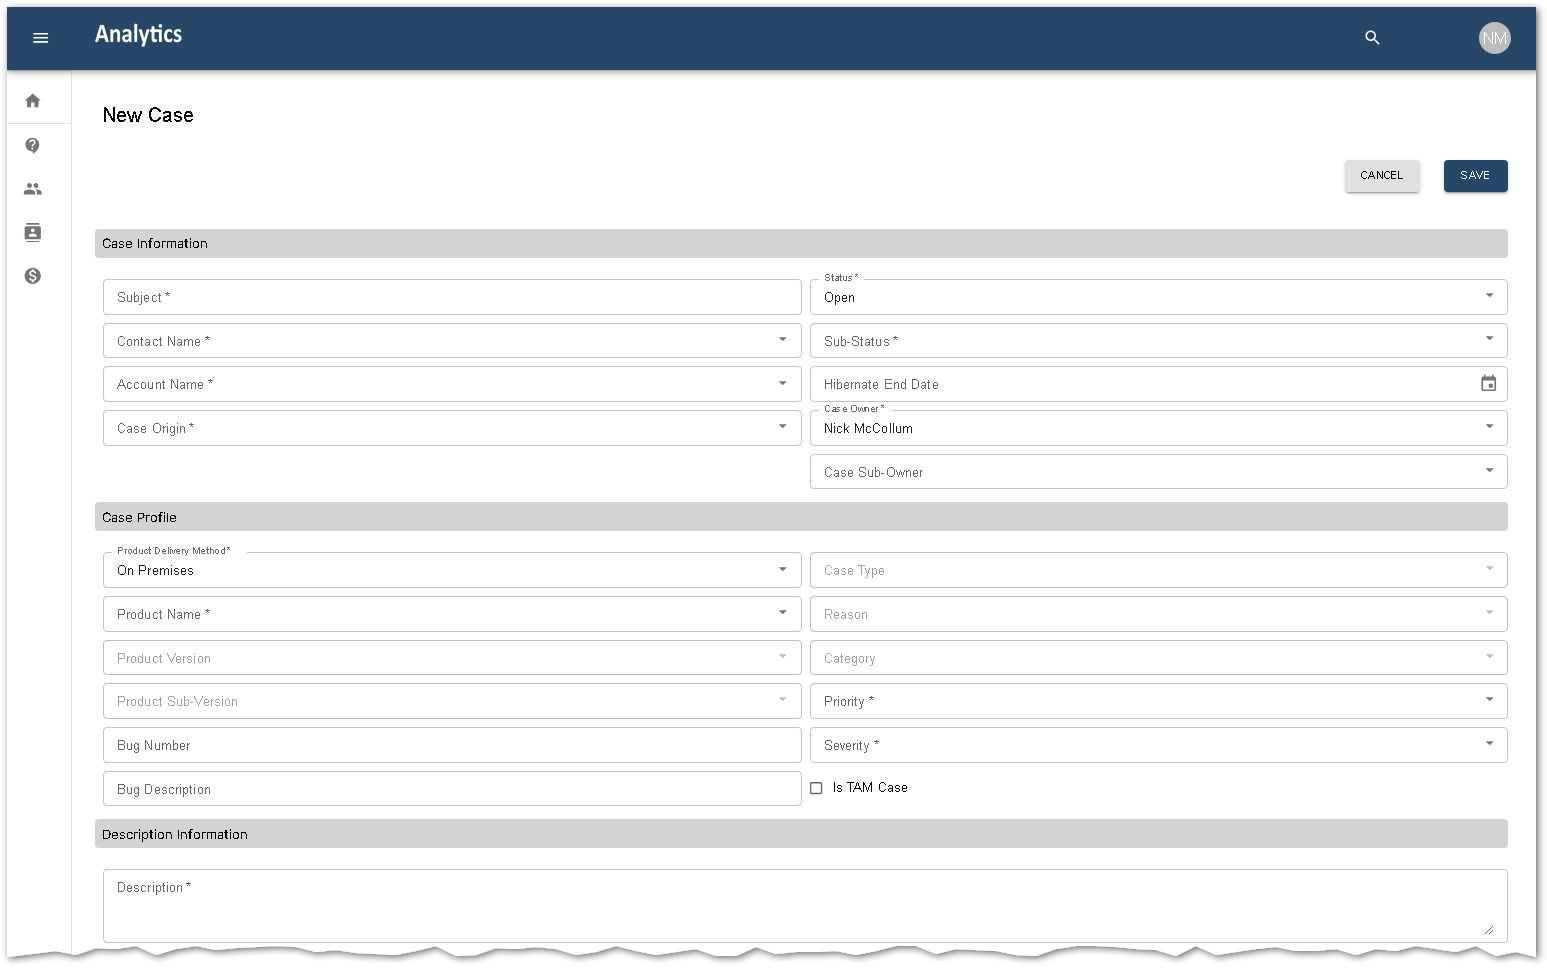 Analytics
NM
New Case
CANCEL
SAVE
Case Information
Subject *
Status *
Open
Contact Name *
Sub-Status *
Account Name *
Hibernate End Date
Case Origin *
Case Owner *
Nick McCollum
Case Sub-Owner
Case Profile
Product Delivery Method *
On Premises
Case Type
Product Name *
Reason
Product Version
Category
Product Sub-Version
Priority *
Bug Number
Severity *
Bug Description
Is TAM Case
Description Information
Description *